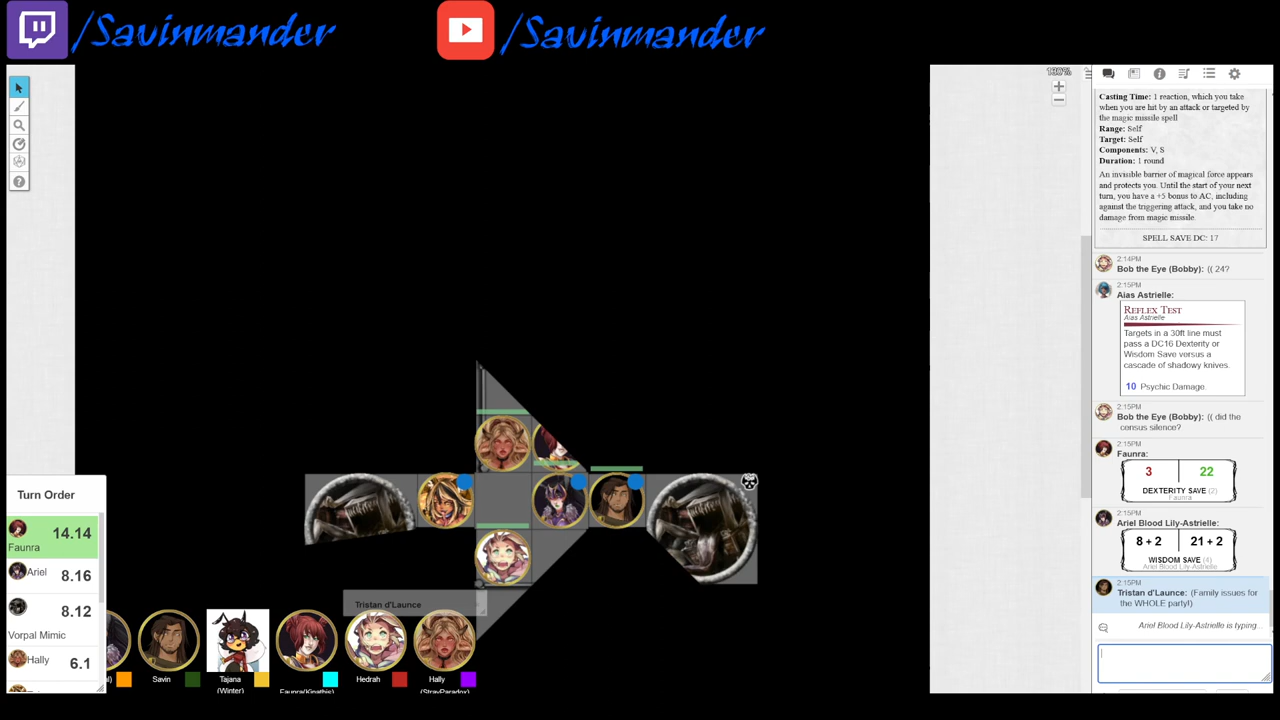 /Savinmander
/Savinmander
130%
Casting Time: 1 reaction, which you take
when you are hit by an attack or targeted by
the magic missile spell
Range: Self
Target: Self
Components: V, S
Duration: 1 round
An invisible barrier of magical force appears
and protects you. Until the start of your next
turn, you have a +5 bonus to AC, including
against the triggering attack, and you take no
damage from magic missile.
SPELL SAVE DC: 17
2:14PM
Bob the Eye (Bobby): (( 24?
2:15PM
Aias Astrielle:
REFLEX TEST
Aias Astrielle
Targets in a 30ft line must
pass a DC16 Dexterity or
Wisdom Save versus a
cascade of shadowy knives.
10 Psychic Damage.
2:15PM
Bob the Eye (Bobby): (( did the
census silence?
2:15PM
Faunra:
3 22
DEXTERITY SAVE (2)
Faunra
2:15PM
Ariel Blood Lily-Astrielle:
8 + 2 21 + 2
WISDOM SAVE (4)
Ariel Blood Lily-Astrielle
2:15PM
Tristan d'Launce: (Family issues for
the WHOLE party!)
Ariel Blood Lily-Astrielle is typing...
Turn Order
14.14
Faunra
Ariel 8.16
8.12
Vorpal Mimic
Hally 6.1
Tristan d'Launce
Savin
Tajana
(Winter)
Faunra(Kinathis)
Hedrah
Hally
(StrayParadox)